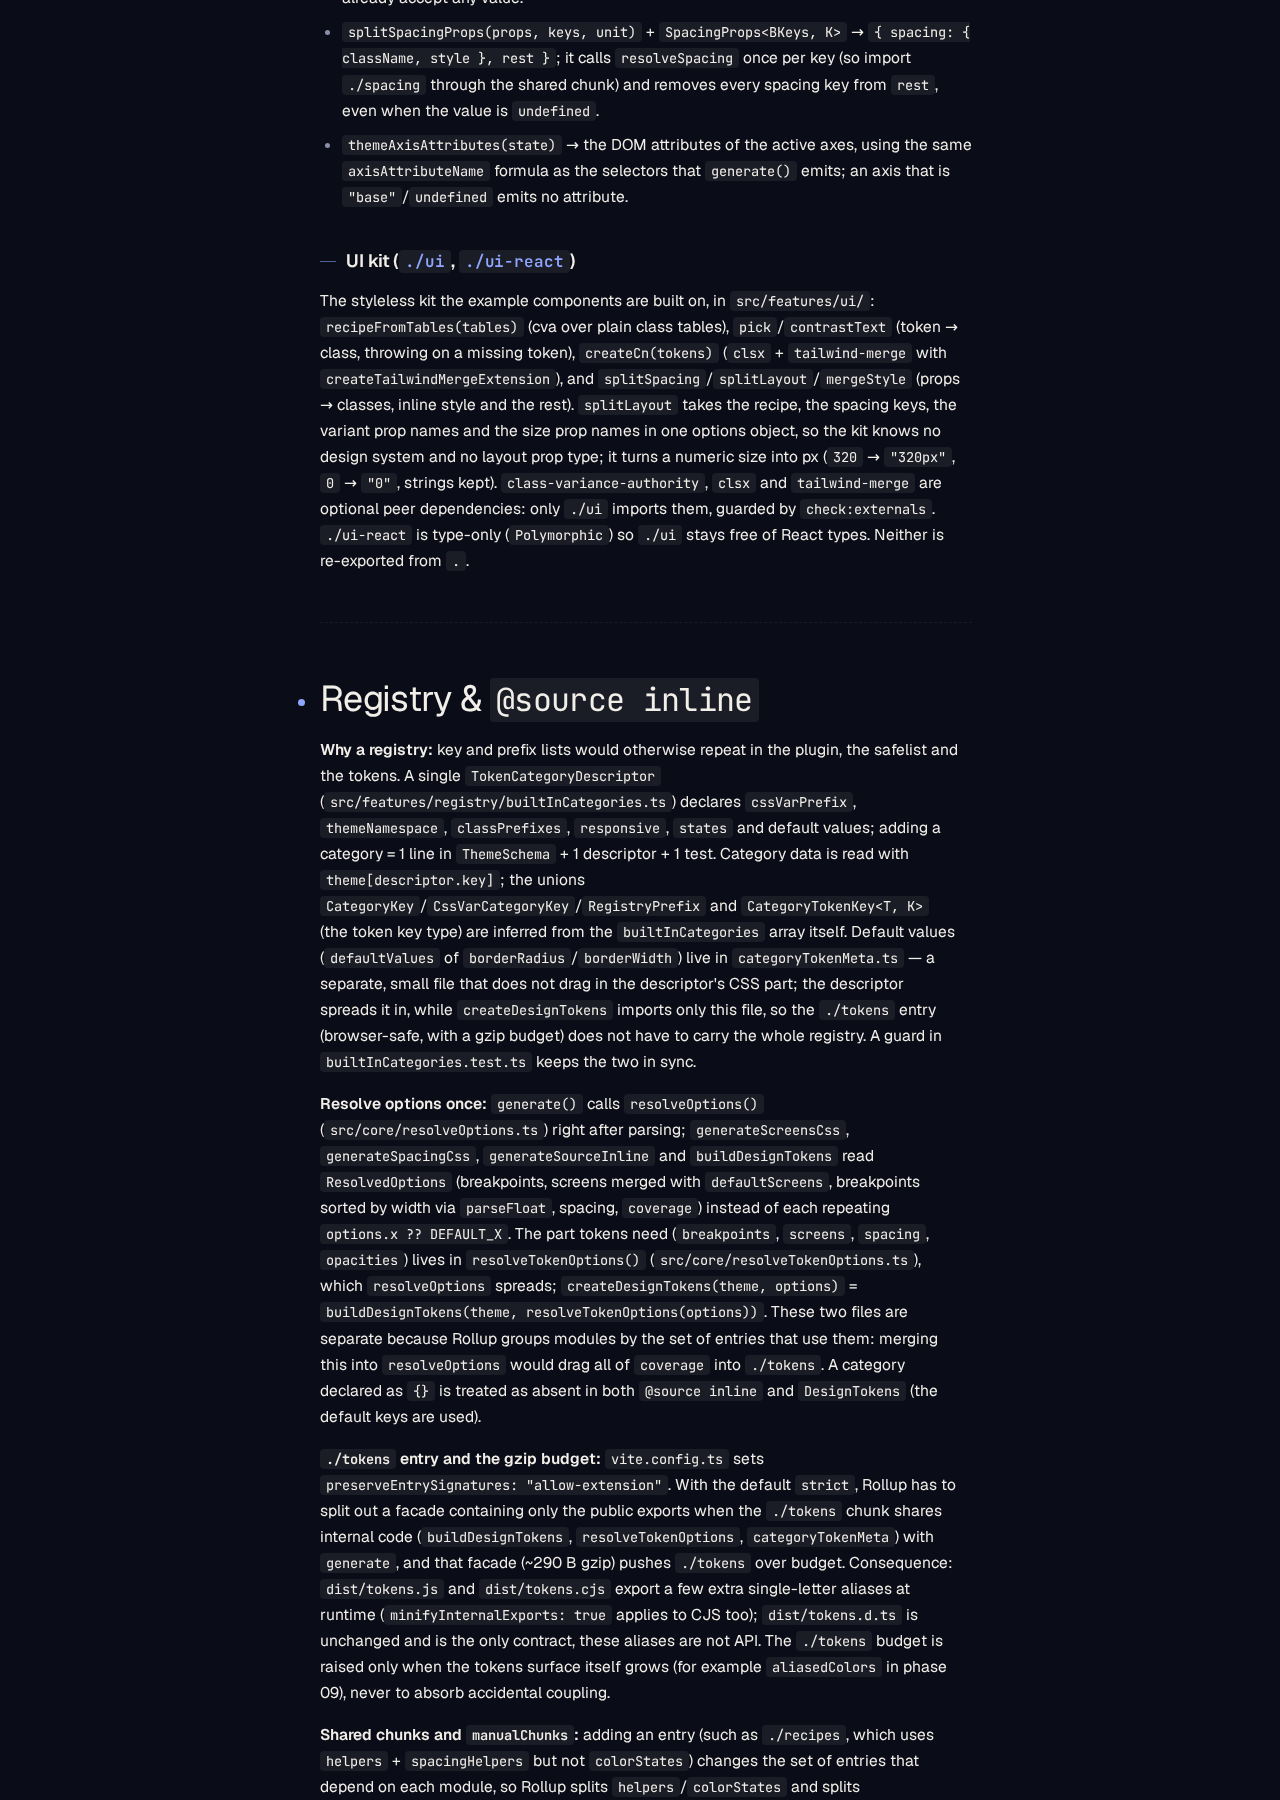 splitSpacingProps(props, keys, unit) + SpacingProps<BKeys, K> → { spacing: {
className, style }, rest } ; it calls resolveSpacing once per key (so import
./spacing through the shared chunk) and removes every spacing key from rest ,
even when the value is undefined .
themeAxisAttributes(state) → the DOM attributes of the active axes, using the same
axisAttributeName formula as the selectors that generate() emits; an axis that is
"base" / undefined emits no attribute.
— UI kit ( ./ui , ./ui-react )
The styleless kit the example components are built on, in src/features/ui/ :
recipeFromTables(tables) (cva over plain class tables), pick / contrastText (token →
class, throwing on a missing token), createCn(tokens) ( clsx + tailwind-merge with
createTailwindMergeExtension ), and splitSpacing / splitLayout / mergeStyle (props
→ classes, inline style and the rest). splitLayout takes the recipe, the spacing keys, the
variant prop names and the size prop names in one options object, so the kit knows no
design system and no layout prop type; it turns a numeric size into px ( 320 → "320px" ,
0 → "0" , strings kept). class-variance-authority , clsx and tailwind-merge are
optional peer dependencies: only ./ui imports them, guarded by check:externals .
./ui-react is type-only ( Polymorphic ) so ./ui stays free of React types. Neither is
re-exported from . .
Registry & @source inline
Why a registry: key and prefix lists would otherwise repeat in the plugin, the safelist and
the tokens. A single TokenCategoryDescriptor
( src/features/registry/builtInCategories.ts ) declares cssVarPrefix ,
themeNamespace , classPrefixes , responsive , states and default values; adding a
category = 1 line in ThemeSchema + 1 descriptor + 1 test. Category data is read with
theme[descriptor.key] ; the unions
CategoryKey / CssVarCategoryKey / RegistryPrefix and CategoryTokenKey<T, K>
(the token key type) are inferred from the builtInCategories array itself. Default values
( defaultValues of borderRadius / borderWidth ) live in categoryTokenMeta.ts — a
separate, small file that does not drag in the descriptor's CSS part; the descriptor
spreads it in, while createDesignTokens imports only this file, so the ./tokens entry
(browser-safe, with a gzip budget) does not have to carry the whole registry. A guard in
builtInCategories.test.ts keeps the two in sync.
Resolve options once: generate() calls resolveOptions()
( src/core/resolveOptions.ts ) right after parsing; generateScreensCss ,
generateSpacingCss , generateSourceInline and buildDesignTokens read
ResolvedOptions (breakpoints, screens merged with defaultScreens , breakpoints
sorted by width via parseFloat , spacing, coverage ) instead of each repeating
options.x ?? DEFAULT_X . The part tokens need ( breakpoints , screens , spacing ,
opacities ) lives in resolveTokenOptions() ( src/core/resolveTokenOptions.ts ),
which resolveOptions spreads; createDesignTokens(theme, options) =
buildDesignTokens(theme, resolveTokenOptions(options)) . These two files are
separate because Rollup groups modules by the set of entries that use them: merging
this into resolveOptions would drag all of coverage into ./tokens . A category
declared as {} is treated as absent in both @source inline and DesignTokens (the
default keys are used).
./tokens entry and the gzip budget: vite.config.ts sets
preserveEntrySignatures: "allow-extension" . With the default strict , Rollup has to
split out a facade containing only the public exports when the ./tokens chunk shares
internal code ( buildDesignTokens , resolveTokenOptions , categoryTokenMeta ) with
generate , and that facade (~290 B gzip) pushes ./tokens over budget. Consequence:
dist/tokens.js and dist/tokens.cjs export a few extra single-letter aliases at
runtime ( minifyInternalExports: true applies to CJS too); dist/tokens.d.ts is
unchanged and is the only contract, these aliases are not API. The ./tokens budget is
raised only when the tokens surface itself grows (for example aliasedColors in phase
09), never to absorb accidental coupling.
Shared chunks and manualChunks : adding an entry (such as ./recipes , which uses
helpers + spacingHelpers but not colorStates ) changes the set of entries that
depend on each module, so Rollup splits helpers / colorStates and splits